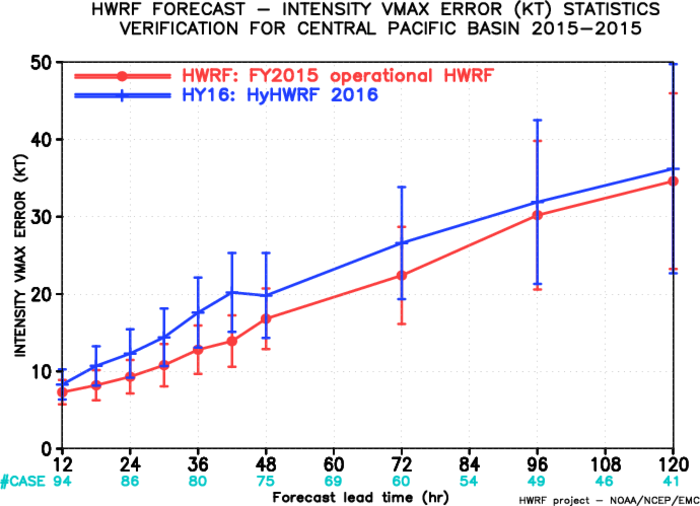 HWRF FORECAST – INTENSITY VMAX ERROR (KT) STATISTICS
VERIFICATION FOR CENTRAL PACIFIC BASIN 2015–2015
HWRF: FY2015 operational HWRF
HY16: HyHWRF 2016
INTENSITY VMAX ERROR (KT)
50
40
30
20
10
0
12 24 36 48 60 72 84 96 108 120
#CASE 94 86 80 75 69 60 54 49 46 41
Forecast lead time (hr)
HWRF project – NOAA/NCEP/EMC